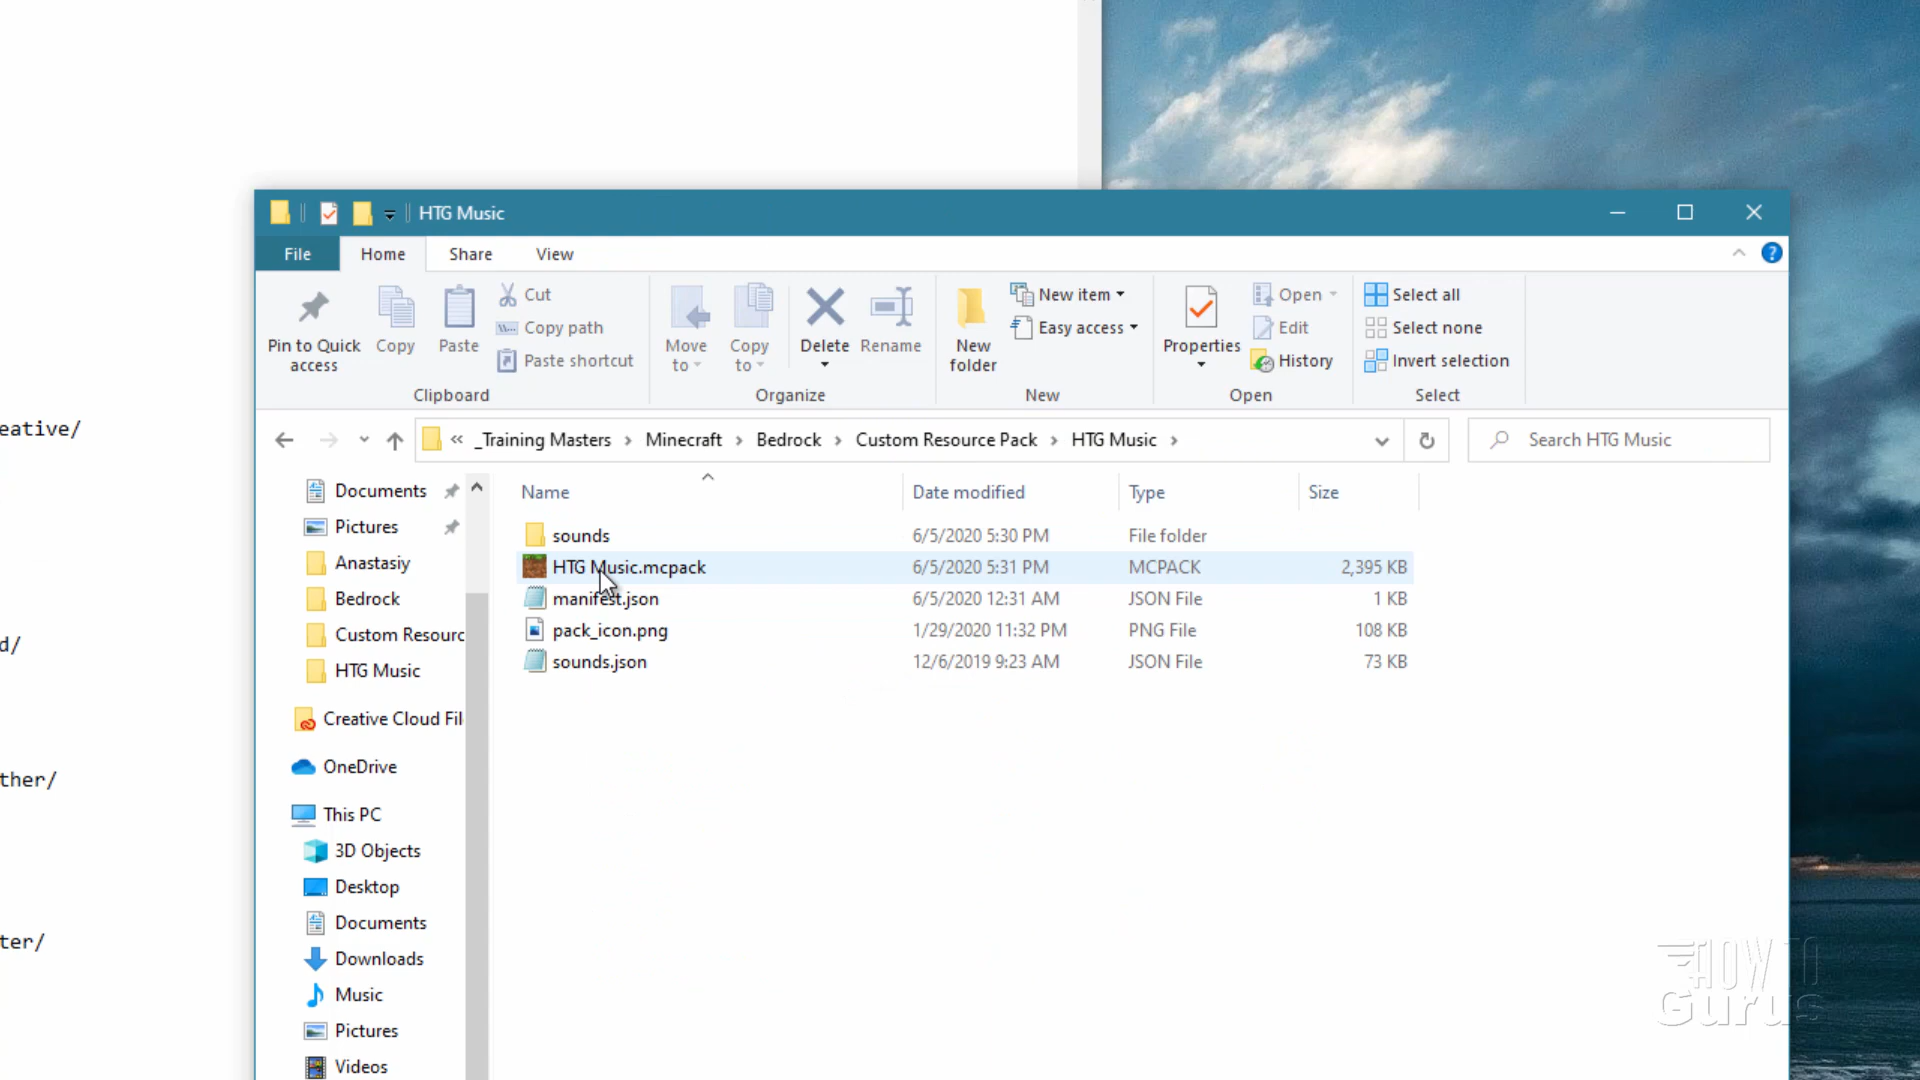 HTG Music
File Home Share View
Pin to Quick access
Copy
Paste
Cut
Copy path
Paste shortcut
Clipboard
Move to
Copy to
Delete
Rename
Organize
New folder
New item
Easy access
New
Properties
Open
Edit
History
Open
Select all
Select none
Invert selection
Select
« _Training Masters > Minecraft > Bedrock > Custom Resource Pack > HTG Music >
Search HTG Music
eative/
d/
ther/
ter/
Documents
Pictures
Anastasiy
Bedrock
Custom Resourc
HTG Music
Creative Cloud Fil
OneDrive
This PC
3D Objects
Desktop
Documents
Downloads
Music
Pictures
Videos
Name Date modified Type Size
sounds 6/5/2020 5:30 PM File folder
HTG Music.mcpack 6/5/2020 5:31 PM MCPACK 2,395 KB
manifest.json 6/5/2020 12:31 AM JSON File 1 KB
pack_icon.png 1/29/2020 11:32 PM PNG File 108 KB
sounds.json 12/6/2019 9:23 AM JSON File 73 KB
HOW TO
Gurus